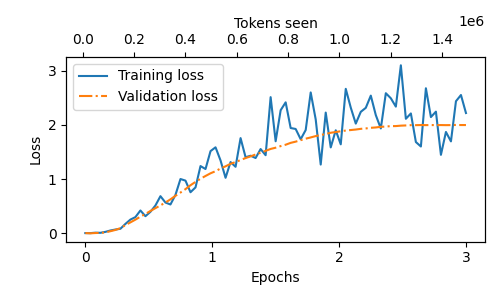 Tokens seen
1e6
0.0 0.2 0.4 0.6 0.8 1.0 1.2 1.4
3
2
1
0
Loss
Training loss
Validation loss
0 1 2 3
Epochs